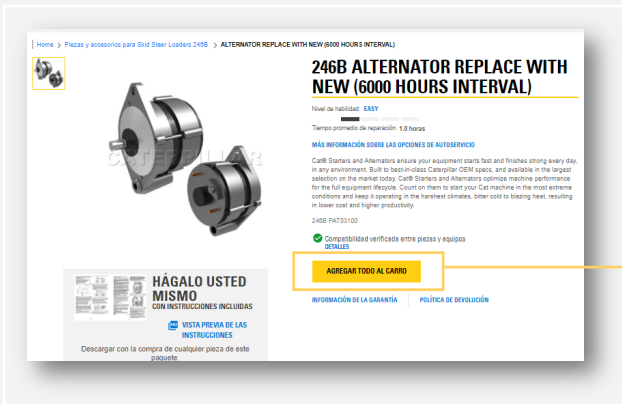 Home > Piezas y accesorios para Skid Steer Loaders 246B > ALTERNATOR REPLACE WITH NEW (6000 HOURS INTERVAL)
246B ALTERNATOR REPLACE WITH
NEW (6000 HOURS INTERVAL)
Nivel de habilidad: EASY
Tiempo promedio de reparación: 1.0 horas
MÁS INFORMACIÓN SOBRE LAS OPCIONES DE AUTOSERVICIO
Cat® Starters and Alternators ensure your equipment starts fast and finishes strong every day,
in any environment. Built to best-in-class Caterpillar OEM specs, and available in the largest
selection on the market today, Cat® Starters and Alternators optimize machine performance
for the full equipment lifecycle. Count on them to start your Cat machine in the most extreme
conditions and keep it operating in the harshest climates, bitter cold to blazing heat, resulting
in lower cost and higher productivity.
246B PAT03100
Compatibilidad verificada entre piezas y equipos
DETALLES
AGREGAR TODO AL CARRO
INFORMACIÓN DE LA GARANTÍA
POLÍTICA DE DEVOLUCIÓN
CATERPILLAR
HÁGALO USTED
MISMO
CON INSTRUCCIONES INCLUIDAS
VISTA PREVIA DE LAS
INSTRUCCIONES
Descargar con la compra de cualquier pieza de este
paquete.